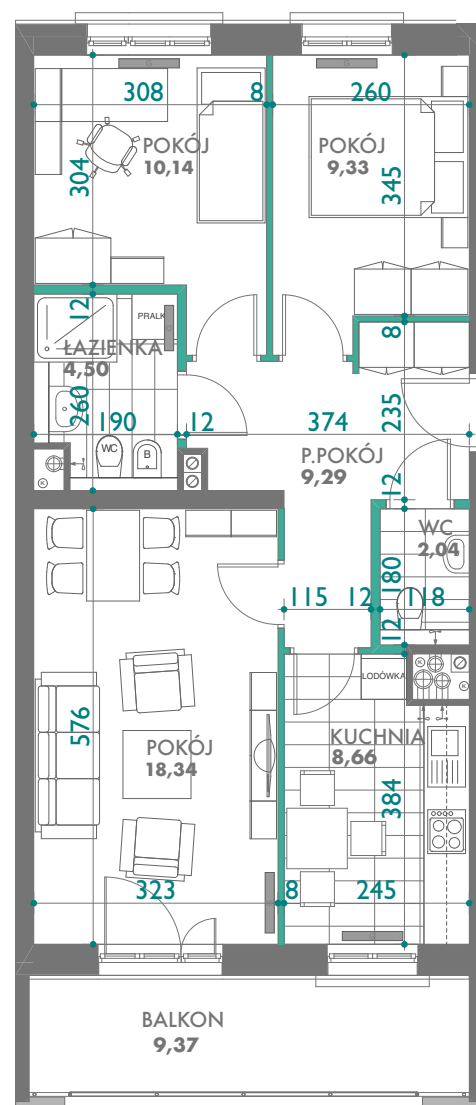 G
G
308
8
260
POKÓJ
10,14
POKÓJ
9,33
304
345
12
PRALK
G
8
ŁAZIENKA
4,50
260
190
12
374
235
P.POKÓJ
9,29
WC
B
K
12
WC
2,04
180
115
12
118
12
LODÓWKA
K
K
576
POKÓJ
18,34
KUCHNIA
8,66
384
323
8
245
G
G
BALKON
9,37